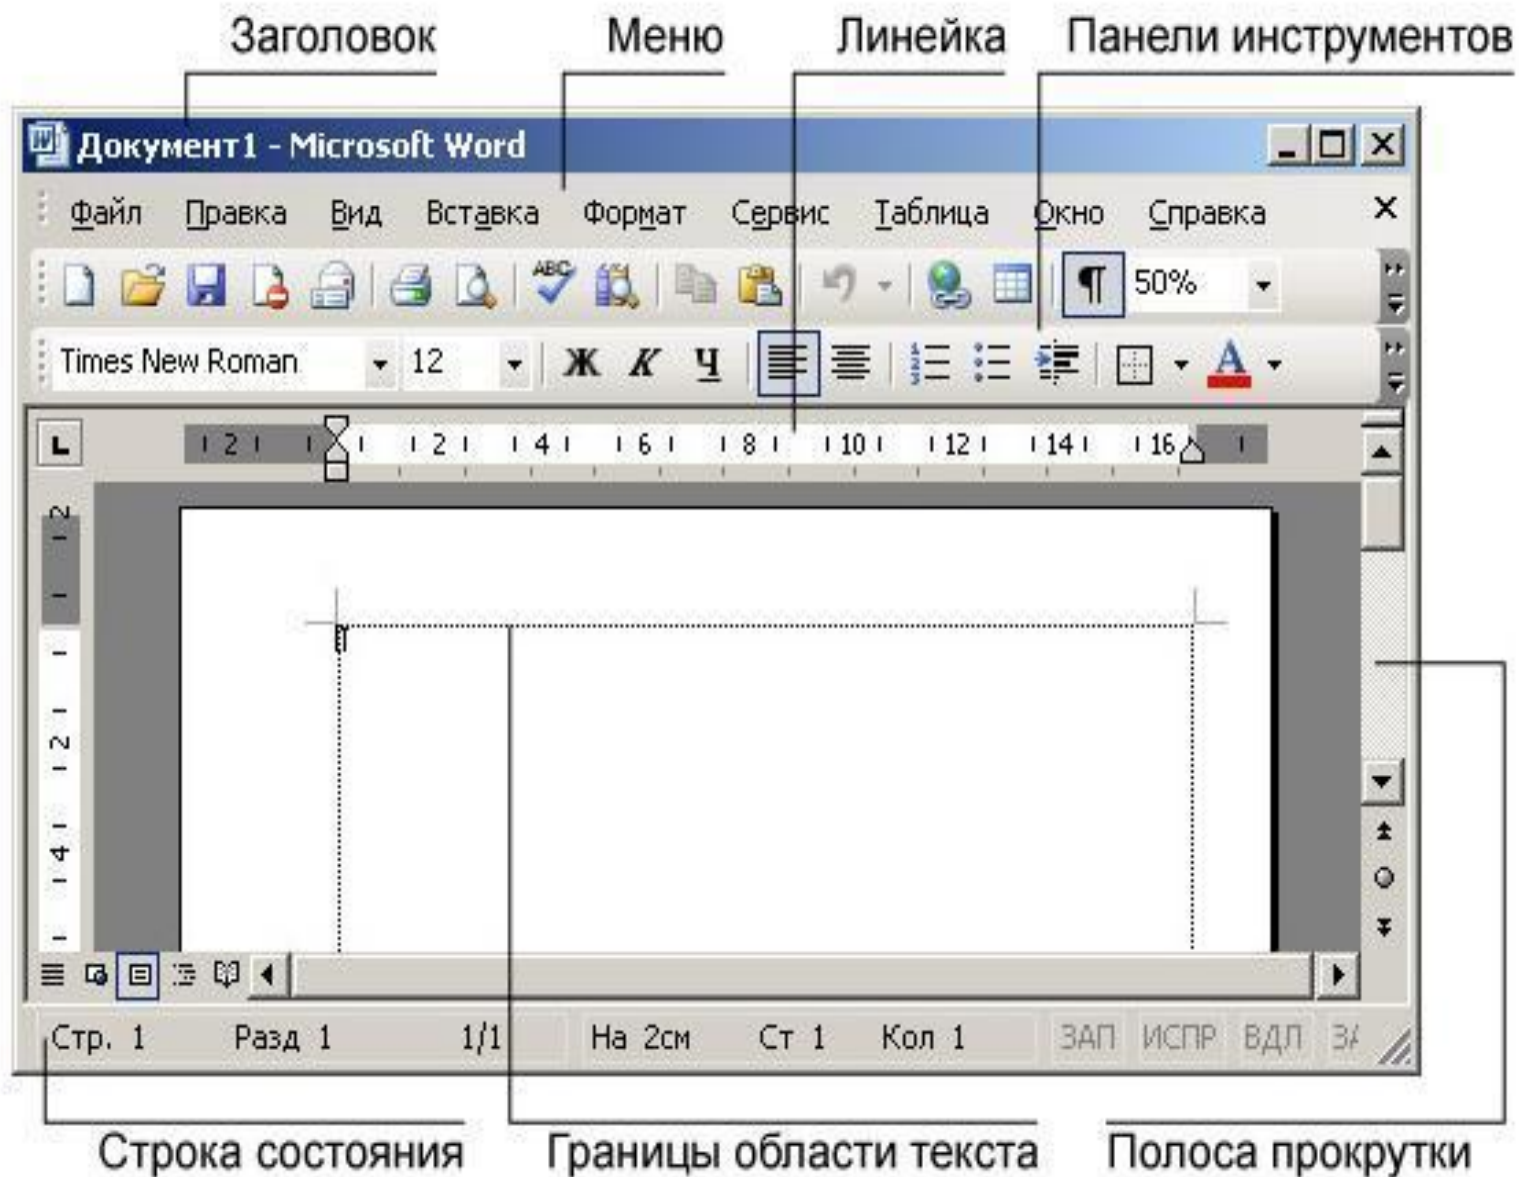 Заголовок Меню Линейка Панели инструментов
Документ1 - Microsoft Word
Файл Правка Вид Вставка Формат Сервис Таблица Окно Справка
ABC ¶ 50%
Times New Roman 12 Ж К Ч А
L 2 2 4 6 8 10 12 14 16
2
¶
2
4
Стр. 1 Разд 1 1/1 На 2см Ст 1 Кол 1 ЗАП ИСПР ВДЛ
Строка состояния Границы области текста Полоса прокрутки